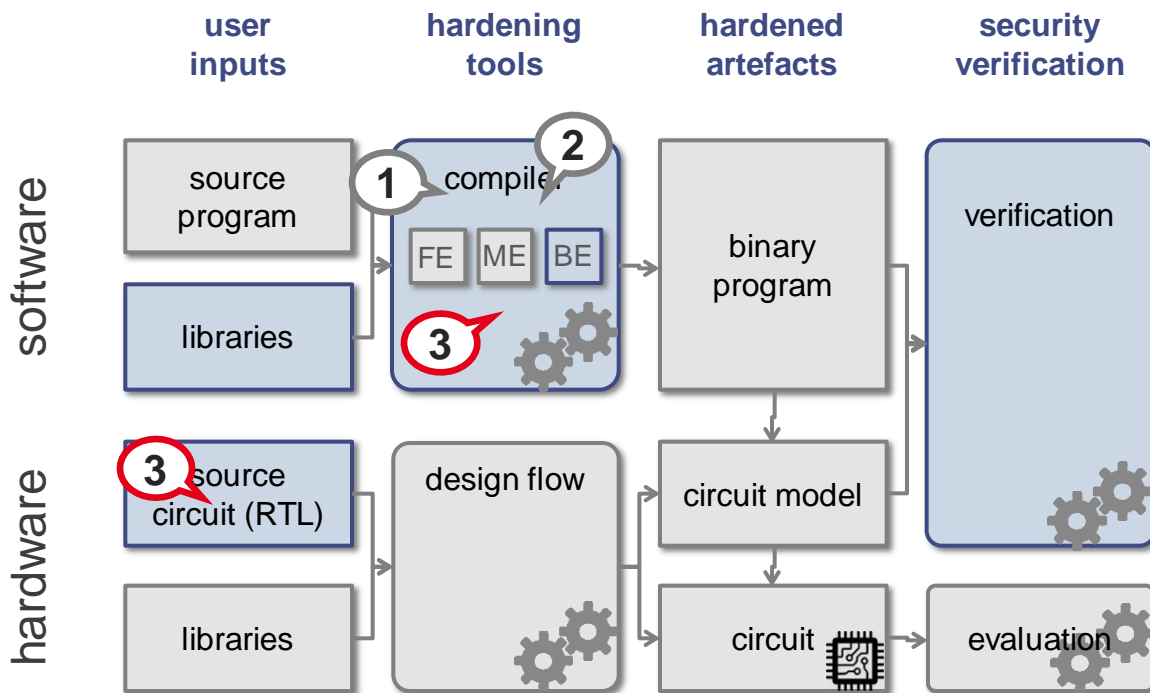 user
inputs
hardening
tools
hardened
artefacts
security
verification
software
source
program
libraries
1
2
compiler
FE ME BE
3
binary
program
verification
hardware
3
source
circuit (RTL)
libraries
design flow
circuit model
circuit
evaluation